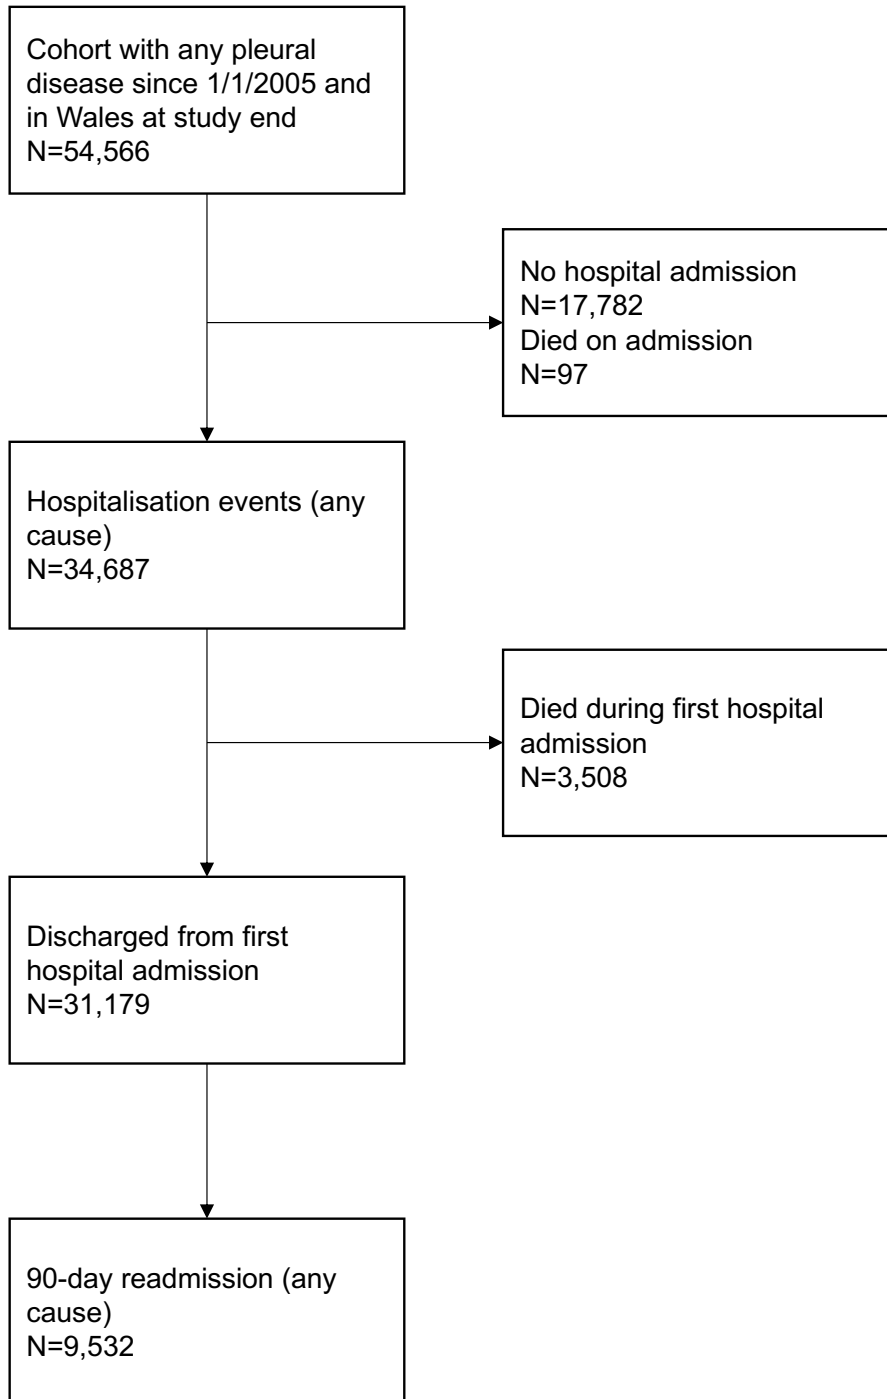 Cohort with any pleural
disease since 1/1/2005 and
in Wales at study end
N=54,566
No hospital admission
N=17,782
Died on admission
N=97
Hospitalisation events (any
cause)
N=34,687
Died during first hospital
admission
N=3,508
Discharged from first
hospital admission
N=31,179
90-day readmission (any
cause)
N=9,532